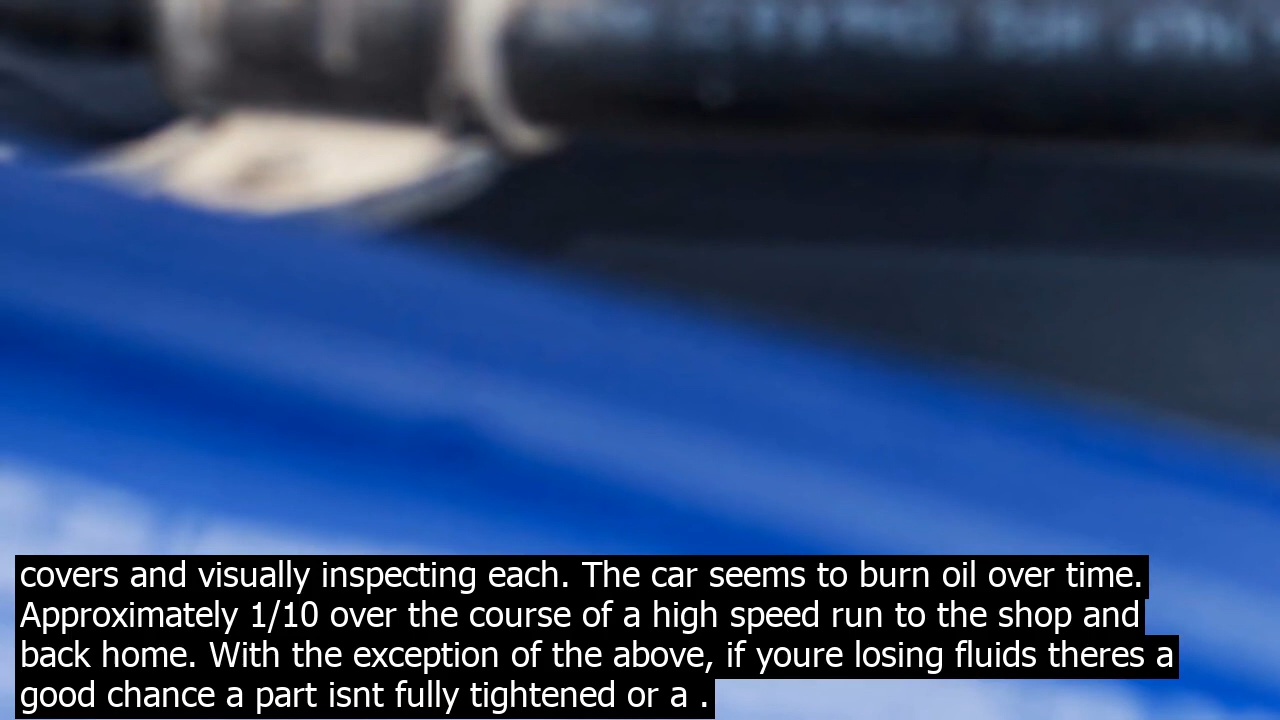 covers and visually inspecting each. The car seems to burn oil over time.
Approximately 1/10 over the course of a high speed run to the shop and
back home. With the exception of the above, if youre losing fluids theres a
good chance a part isnt fully tightened or a .